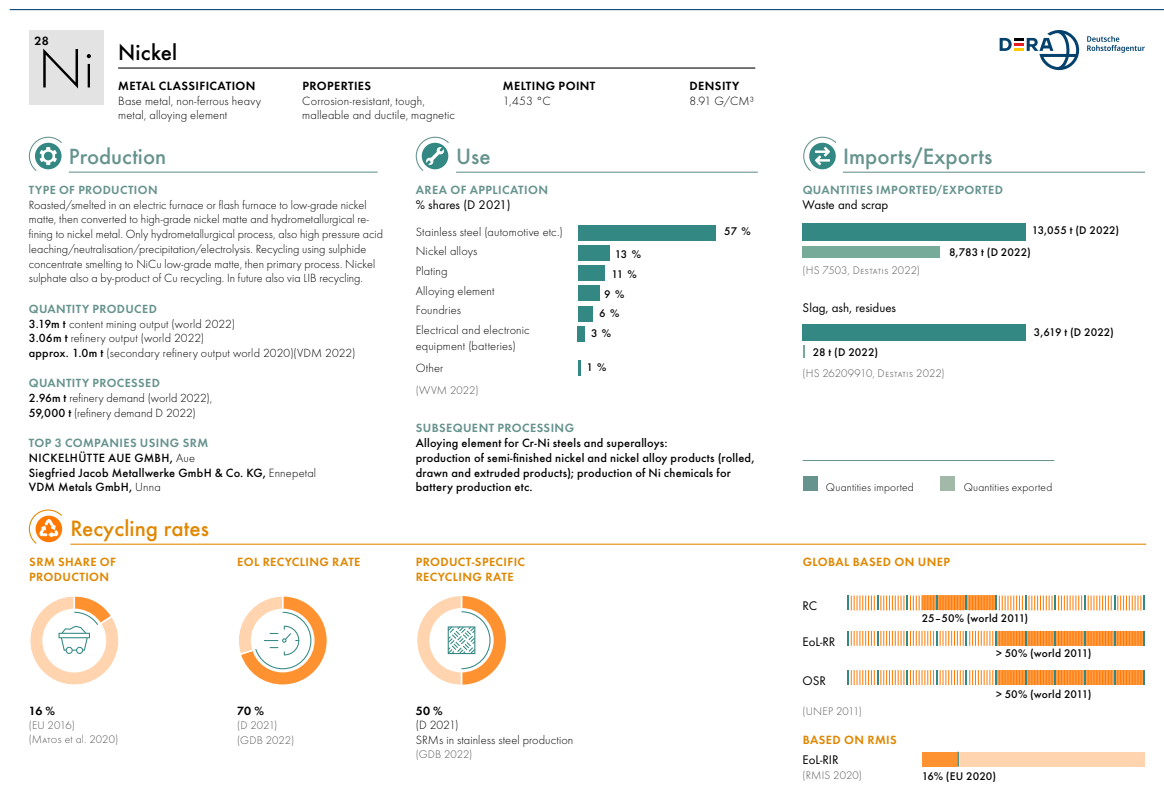 28
Ni
Nickel
DERA
Deutsche
Rohstoffagentur
METAL CLASSIFICATION
Base metal, non-ferrous heavy
metal, alloying element
PROPERTIES
Corrosion-resistant, tough,
malleable and ductile, magnetic
MELTING POINT
1,453 °C
DENSITY
8.91 G/CM³
Production
TYPE OF PRODUCTION
Roasted/smelted in an electric furnace or flash furnace to low-grade nickel
matte, then converted to high-grade nickel matte and hydrometallurgical re-
fining to nickel metal. Only hydrometallurgical process, also high pressure acid
leaching/neutralisation/precipitation/electrolysis. Recycling using sulphide
concentrate smelting to NiCu low-grade matte, then primary process. Nickel
sulphate also a by-product of Cu recycling. In future also via LIB recycling.
QUANTITY PRODUCED
3.19m t content mining output (world 2022)
3.06m t refinery output (world 2022)
approx. 1.0m t (secondary refinery output world 2020)(VDM 2022)
QUANTITY PROCESSED
2.96m t refinery demand (world 2022),
59,000 t (refinery demand D 2022)
TOP 3 COMPANIES USING SRM
NICKELHÜTTE AUE GMBH, Aue
Siegfried Jacob Metallwerke GmbH & Co. KG, Ennepetal
VDM Metals GmbH, Unna
Use
AREA OF APPLICATION
% shares (D 2021)
Stainless steel (automotive etc.) 57 %
Nickel alloys 13 %
Plating 11 %
Alloying element 9 %
Foundries 6 %
Electrical and electronic 3 %
equipment (batteries)
Other 1 %
(WVM 2022)
SUBSEQUENT PROCESSING
Alloying element for Cr-Ni steels and superalloys:
production of semi-finished nickel and nickel alloy products (rolled,
drawn and extruded products); production of Ni chemicals for
battery production etc.
Imports/Exports
QUANTITIES IMPORTED/EXPORTED
Waste and scrap
13,055 t (D 2022)
8,783 t (D 2022)
(HS 7503, Destatis 2022)
Slag, ash, residues
3,619 t (D 2022)
28 t (D 2022)
(HS 26209910, Destatis 2022)
Quantities imported
Quantities exported
Recycling rates
SRM SHARE OF
PRODUCTION
16 %
(EU 2016)
(Matos et al. 2020)
EOL RECYCLING RATE
70 %
(D 2021)
(GDB 2022)
PRODUCT-SPECIFIC
RECYCLING RATE
50 %
(D 2021)
SRMs in stainless steel production
(GDB 2022)
GLOBAL BASED ON UNEP
RC
25–50% (world 2011)
EoL-RR
> 50% (world 2011)
OSR
> 50% (world 2011)
(UNEP 2011)
BASED ON RMIS
EoL-RIR
(RMIS 2020)
16% (EU 2020)